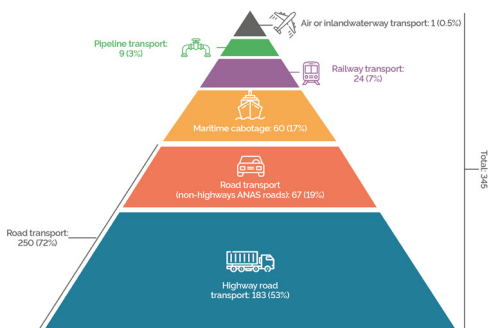 Air or inlandwaterway transport: 1 (0.5%)
Pipeline transport:
9 (3%)
Railway transport:
24 (7%)
Maritime cabotage: 60 (17%)
Road transport
(non-highways ANAS roads): 67 (19%)
Road transport:
250 (72%)
Highway road
transport: 183 (53%)
Total: 345